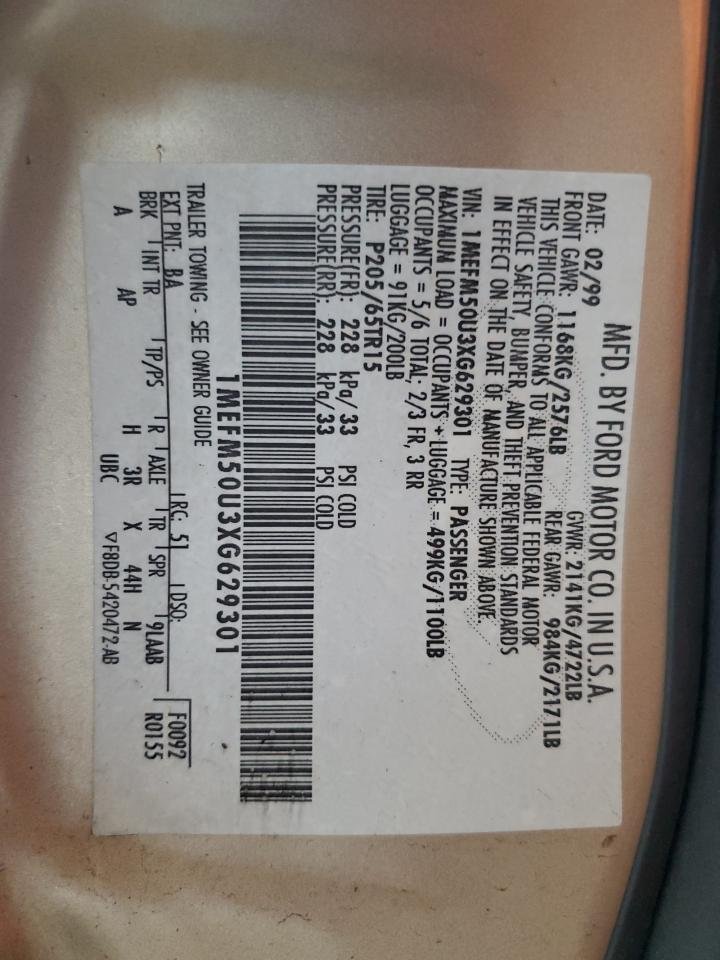 MFD. BY FORD MOTOR CO. IN U.S.A.
DATE: 02/99 GVWR: 2141KG/4722LB
FRONT GAWR: 1168KG/2576LB REAR GAWR: 984KG/2171LB
THIS VEHICLE CONFORMS TO ALL APPLICABLE FEDERAL MOTOR
VEHICLE SAFETY, BUMPER, AND THEFT PREVENTION STANDARDS
IN EFFECT ON THE DATE OF MANUFACTURE SHOWN ABOVE.
VIN: 1MEFM50U3XG629301 TYPE: PASSENGER
MAXIMUM LOAD = OCCUPANTS + LUGGAGE = 499KG/1100LB
OCCUPANTS = 5/6 TOTAL; 2/3 FR, 3 RR
LUGGAGE = 91KG/200LB
TIRE: P205/65TR15
PRESSURE(FR): 228 kPa/33 PSI COLD
PRESSURE(RR): 228 kPa/33 PSI COLD
1MEFM50U3XG629301
TRAILER TOWING - SEE OWNER GUIDE
EXT PNT: BA RC: 51 DSO: F0092
BRK INT TR TP/PS R AXLE TR SPR 9LAAB R0155
A AP H 3R X 44H N
UBC ▽F8DB-5420472-AB